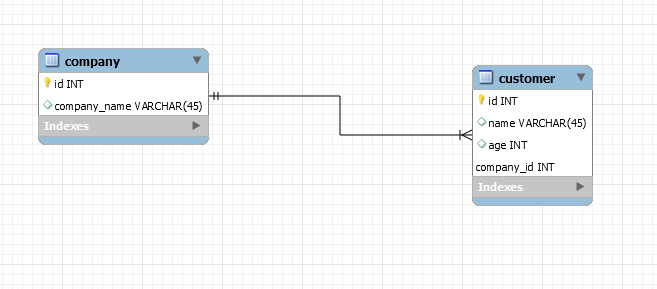 company
id INT
company_name VARCHAR(45)
Indexes
customer
id INT
name VARCHAR(45)
age INT
company_id INT
Indexes